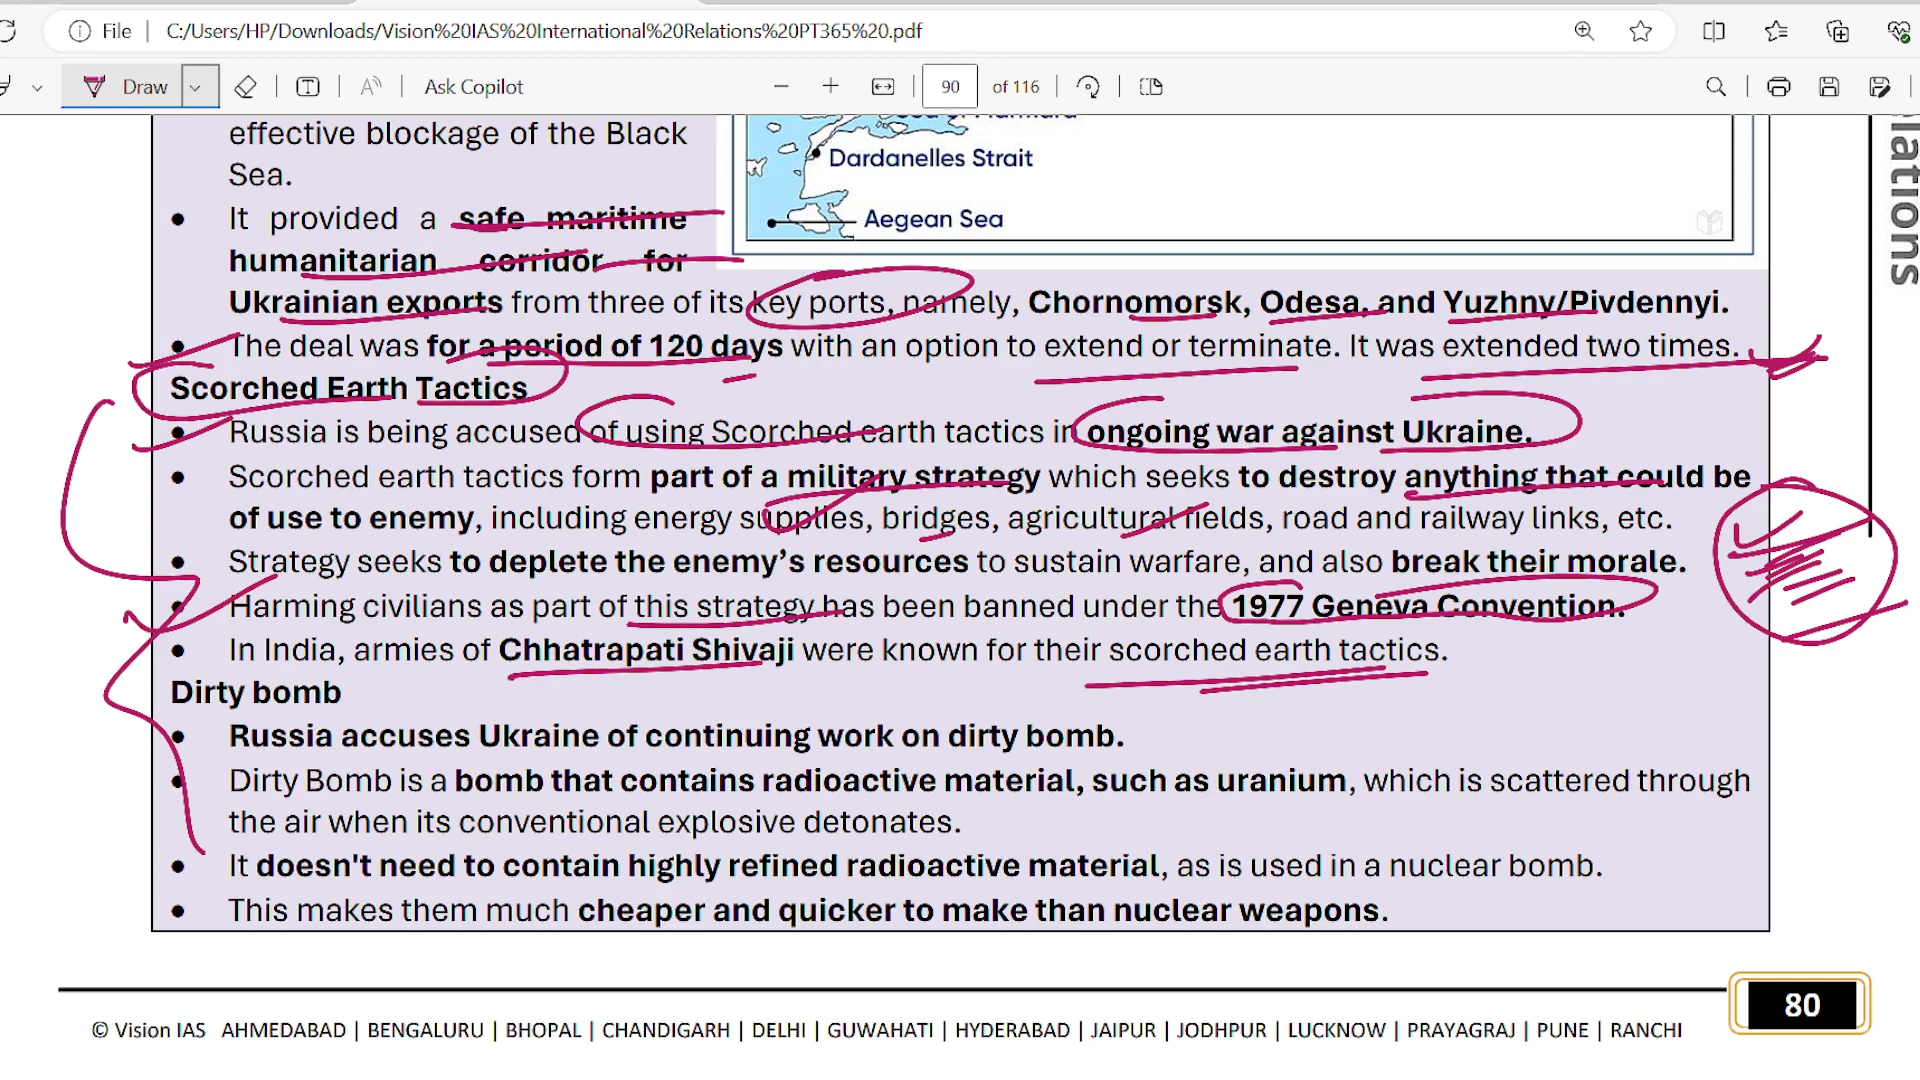 File C:/Users/HP/Downloads/Vision%20IAS%20International%20Relations%20PT365%20.pdf
Draw Ask Copilot 90 of 116
effective blockage of the Black
Sea.
Dardanelles Strait
Aegean Sea
• It provided a safe maritime
humanitarian corridor for
Ukrainian exports from three of its key ports, namely, Chornomorsk, Odesa, and Yuzhny/Pivdennyi.
• The deal was for a period of 120 days with an option to extend or terminate. It was extended two times.
Scorched Earth Tactics
• Russia is being accused of using Scorched earth tactics in ongoing war against Ukraine.
• Scorched earth tactics form part of a military strategy which seeks to destroy anything that could be
of use to enemy, including energy supplies, bridges, agricultural fields, road and railway links, etc.
• Strategy seeks to deplete the enemy’s resources to sustain warfare, and also break their morale.
• Harming civilians as part of this strategy has been banned under the 1977 Geneva Convention.
• In India, armies of Chhatrapati Shivaji were known for their scorched earth tactics.
Dirty bomb
• Russia accuses Ukraine of continuing work on dirty bomb.
• Dirty Bomb is a bomb that contains radioactive material, such as uranium, which is scattered through
the air when its conventional explosive detonates.
• It doesn't need to contain highly refined radioactive material, as is used in a nuclear bomb.
• This makes them much cheaper and quicker to make than nuclear weapons.
80
© Vision IAS AHMEDABAD | BENGALURU | BHOPAL | CHANDIGARH | DELHI | GUWAHATI | HYDERABAD | JAIPUR | JODHPUR | LUCKNOW | PRAYAGRAJ | PUNE | RANCHI